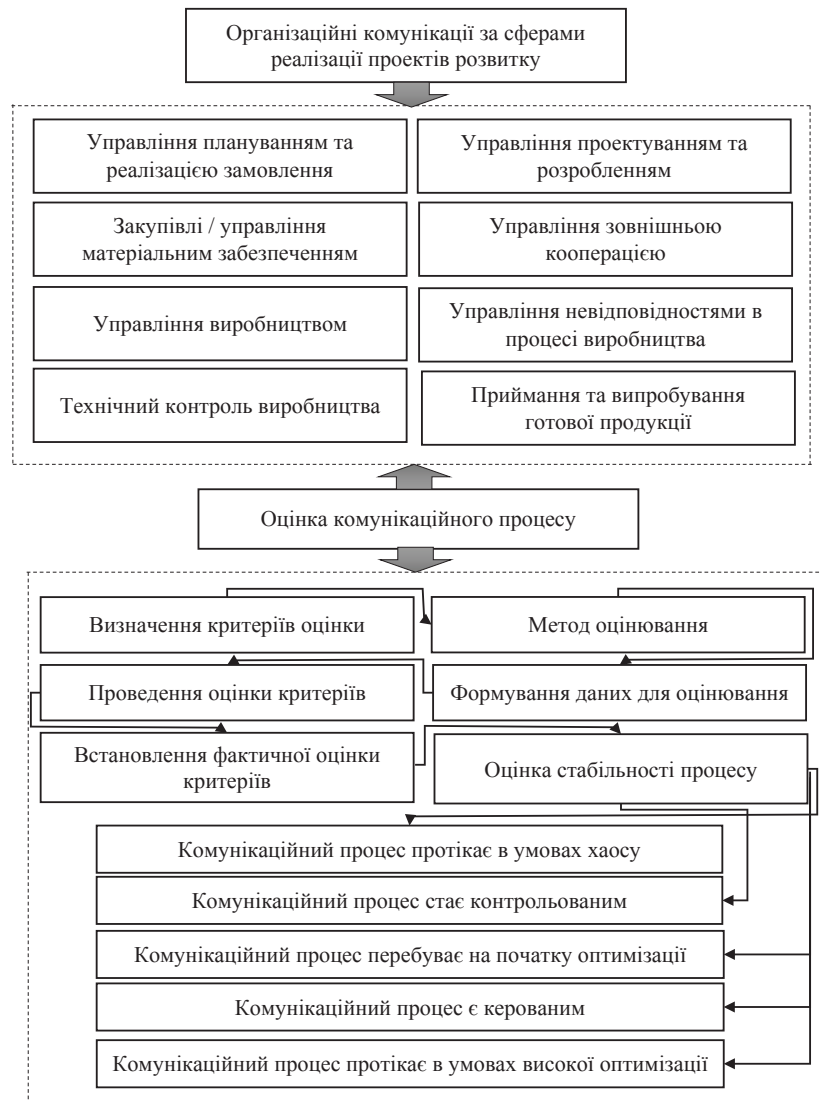 Організаційні комунікації за сферами
реалізації проектів розвитку
Управління плануванням та
реалізацією замовлення
Управління проектуванням та
розробленням
Закупівлі / управління
матеріальним забезпеченням
Управління зовнішньою
кооперацією
Управління виробництвом
Управління невідповідностями в
процесі виробництва
Технічний контроль виробництва
Приймання та випробування
готової продукції
Оцінка комунікаційного процесу
Визначення критеріїв оцінки
Метод оцінювання
Проведення оцінки критеріїв
Формування даних для оцінювання
Встановлення фактичної оцінки
критеріїв
Оцінка стабільності процесу
Комунікаційний процес протікає в умовах хаосу
Комунікаційний процес стає контрольованим
Комунікаційний процес перебуває на початку оптимізації
Комунікаційний процес є керованим
Комунікаційний процес протікає в умовах високої оптимізації